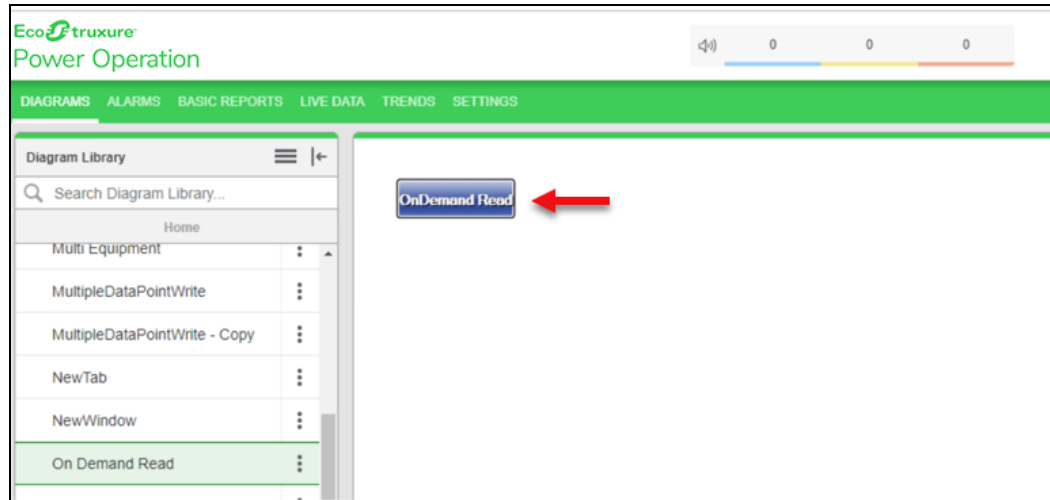 EcoStruxure
Power Operation
0 0 0
DIAGRAMS ALARMS BASIC REPORTS LIVE DATA TRENDS SETTINGS
Diagram Library
Search Diagram Library...
Home
Multi Equipment
MultipleDataPointWrite
MultipleDataPointWrite - Copy
NewTab
NewWindow
On Demand Read
OnDemand Read